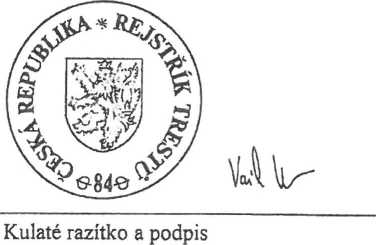 ČESKÁ REPUBLIKA * REJSTŘÍK TRESTŮ
84
Kulaté razítko a podpis